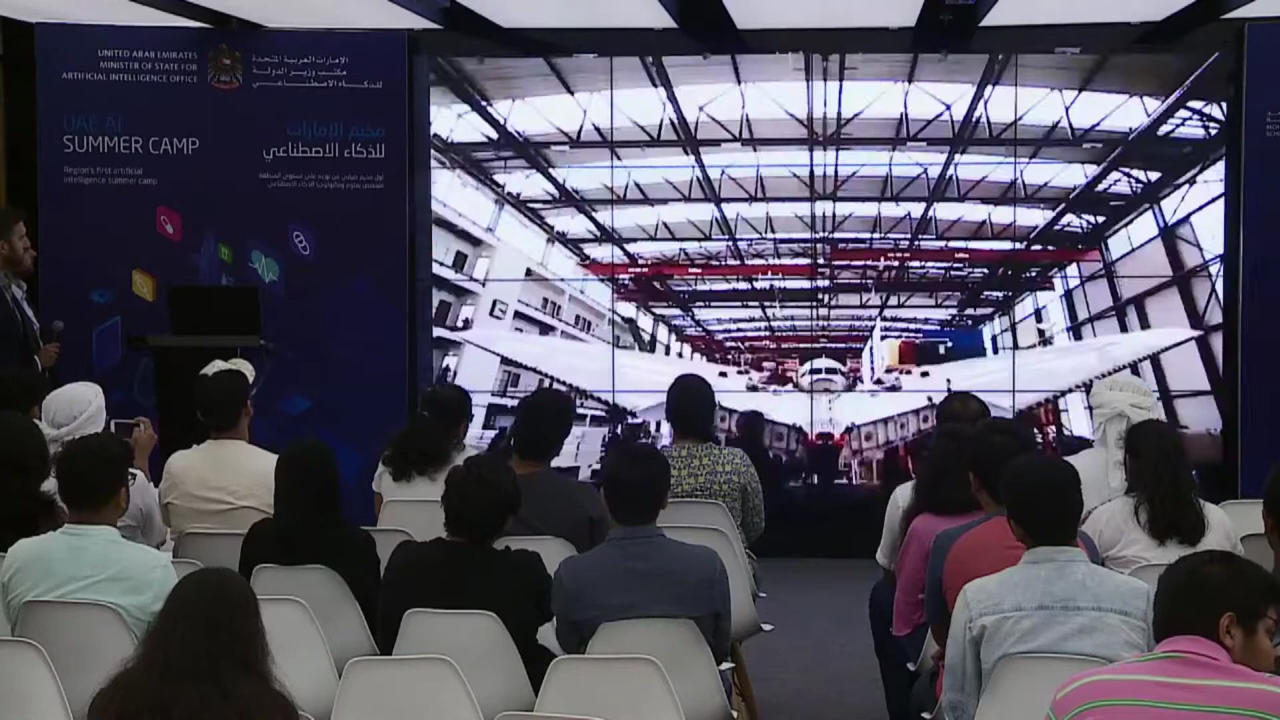 UNITED ARAB EMIRATES
MINISTER OF STATE FOR
ARTIFICIAL INTELLIGENCE OFFICE
الإمارات العربية المتحدة
مكتب وزير الدولة
للذكاء الاصطناعي
UAE AI
SUMMER CAMP
Region's first artificial
intelligence summer camp
مخيم الإمارات
للذكاء الاصطناعي